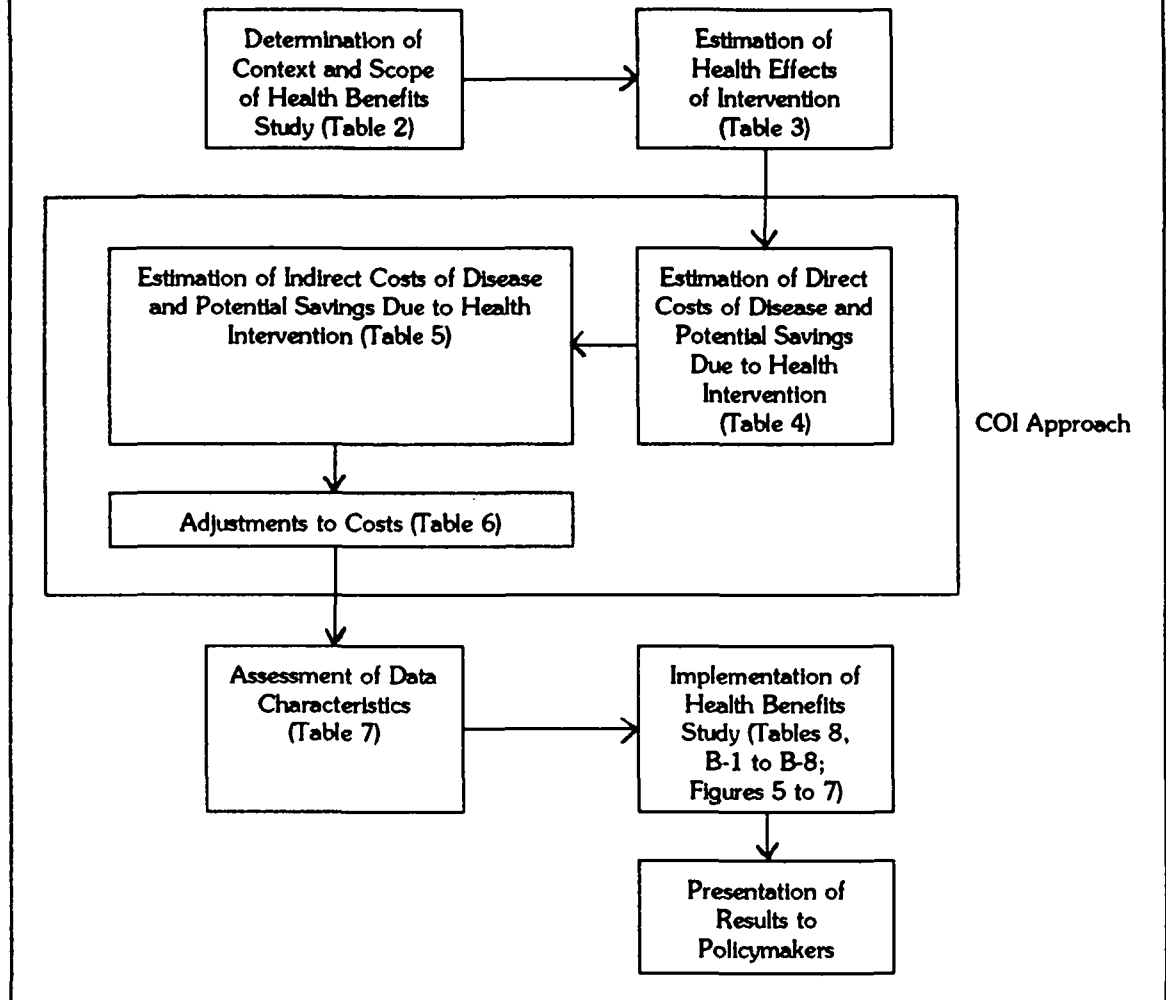 Determination of
Context and Scope
of Health Benefits
Study (Table 2)
Estimation of
Health Effects
of Intervention
(Table 3)
Estimation of Direct
Costs of Disease and
Potential Savings
Due to Health
Intervention
(Table 4)
Estimation of Indirect Costs of Disease
and Potential Savings Due to Health
Intervention (Table 5)
COI Approach
Adjustments to Costs (Table 6)
Assessment of Data
Characteristics
(Table 7)
Implementation of
Health Benefits
Study (Tables 8,
B-1 to B-8;
Figures 5 to 7)
Presentation of
Results to
Policymakers